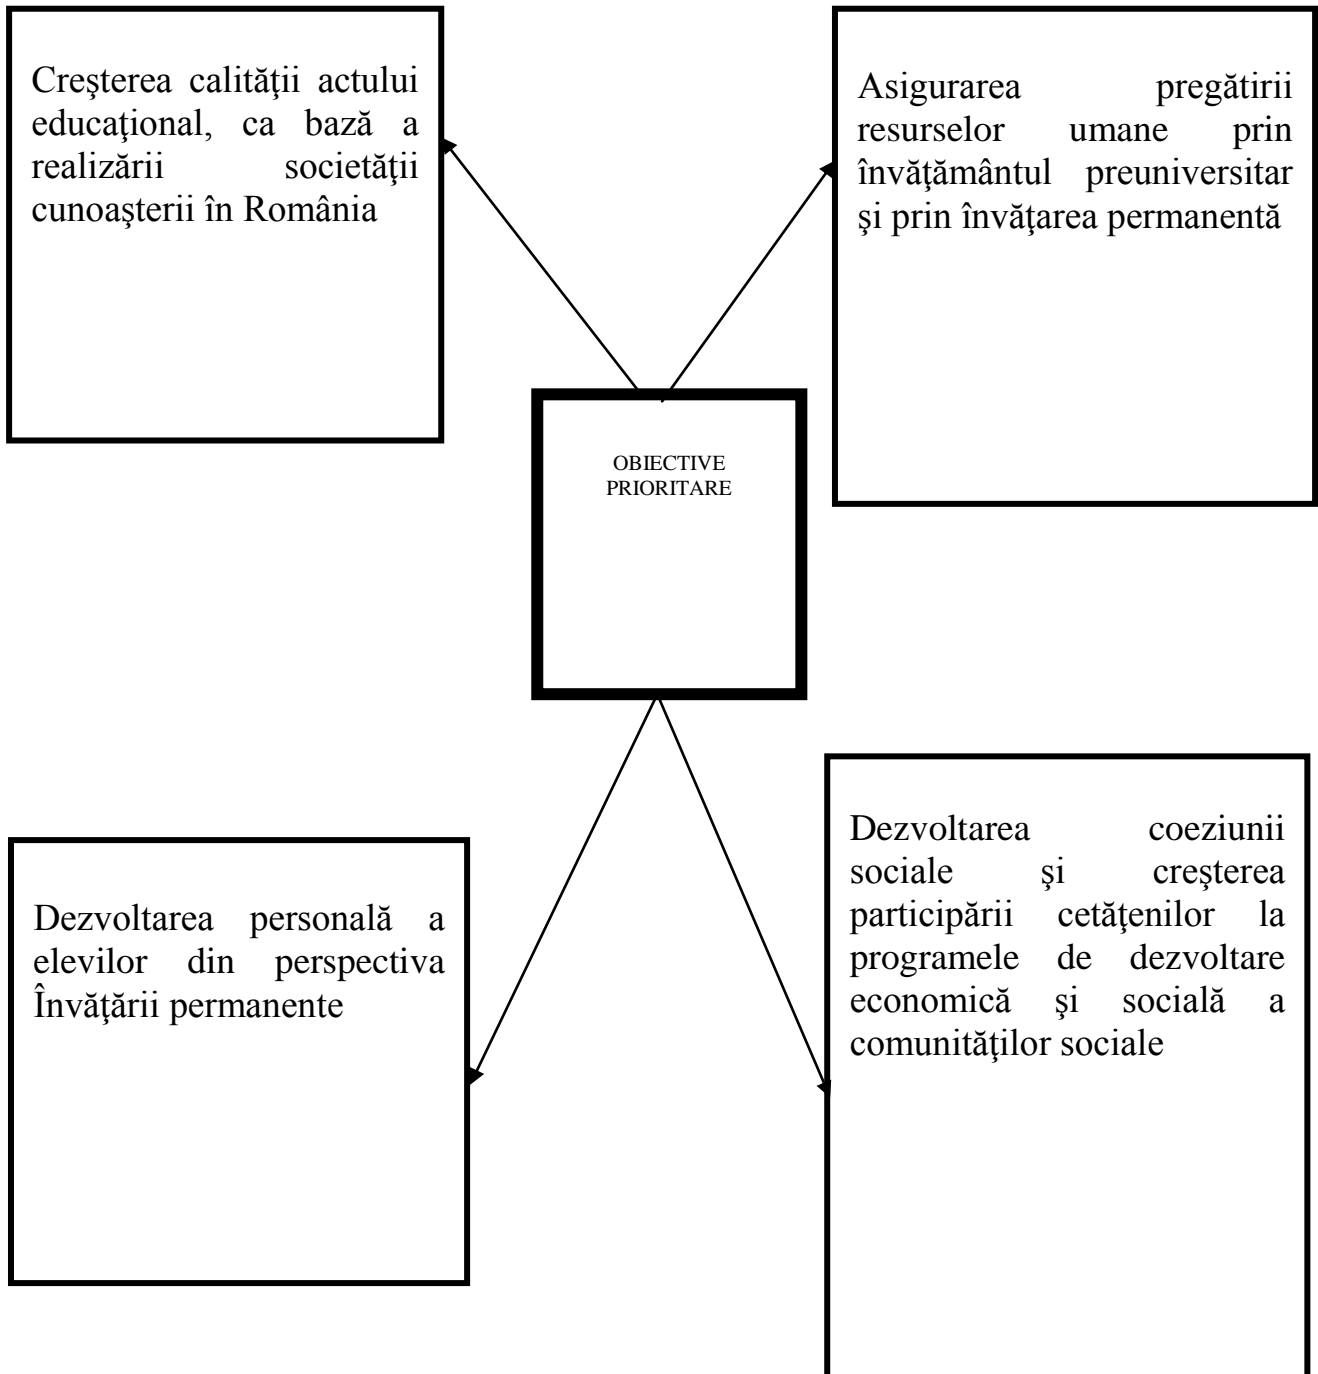 Creşterea calităţii actului
educaţional, ca bază a
realizării societăţii
cunoaşterii în România
Asigurarea pregătirii
resurselor umane prin
învăţământul preuniversitar
şi prin învăţarea permanentă
OBIECTIVE
PRIORITARE
Dezvoltarea personală a
elevilor din perspectiva
Învăţării permanente
Dezvoltarea coeziunii
sociale şi creşterea
participării cetăţenilor la
programele de dezvoltare
economică şi socială a
comunităţilor sociale